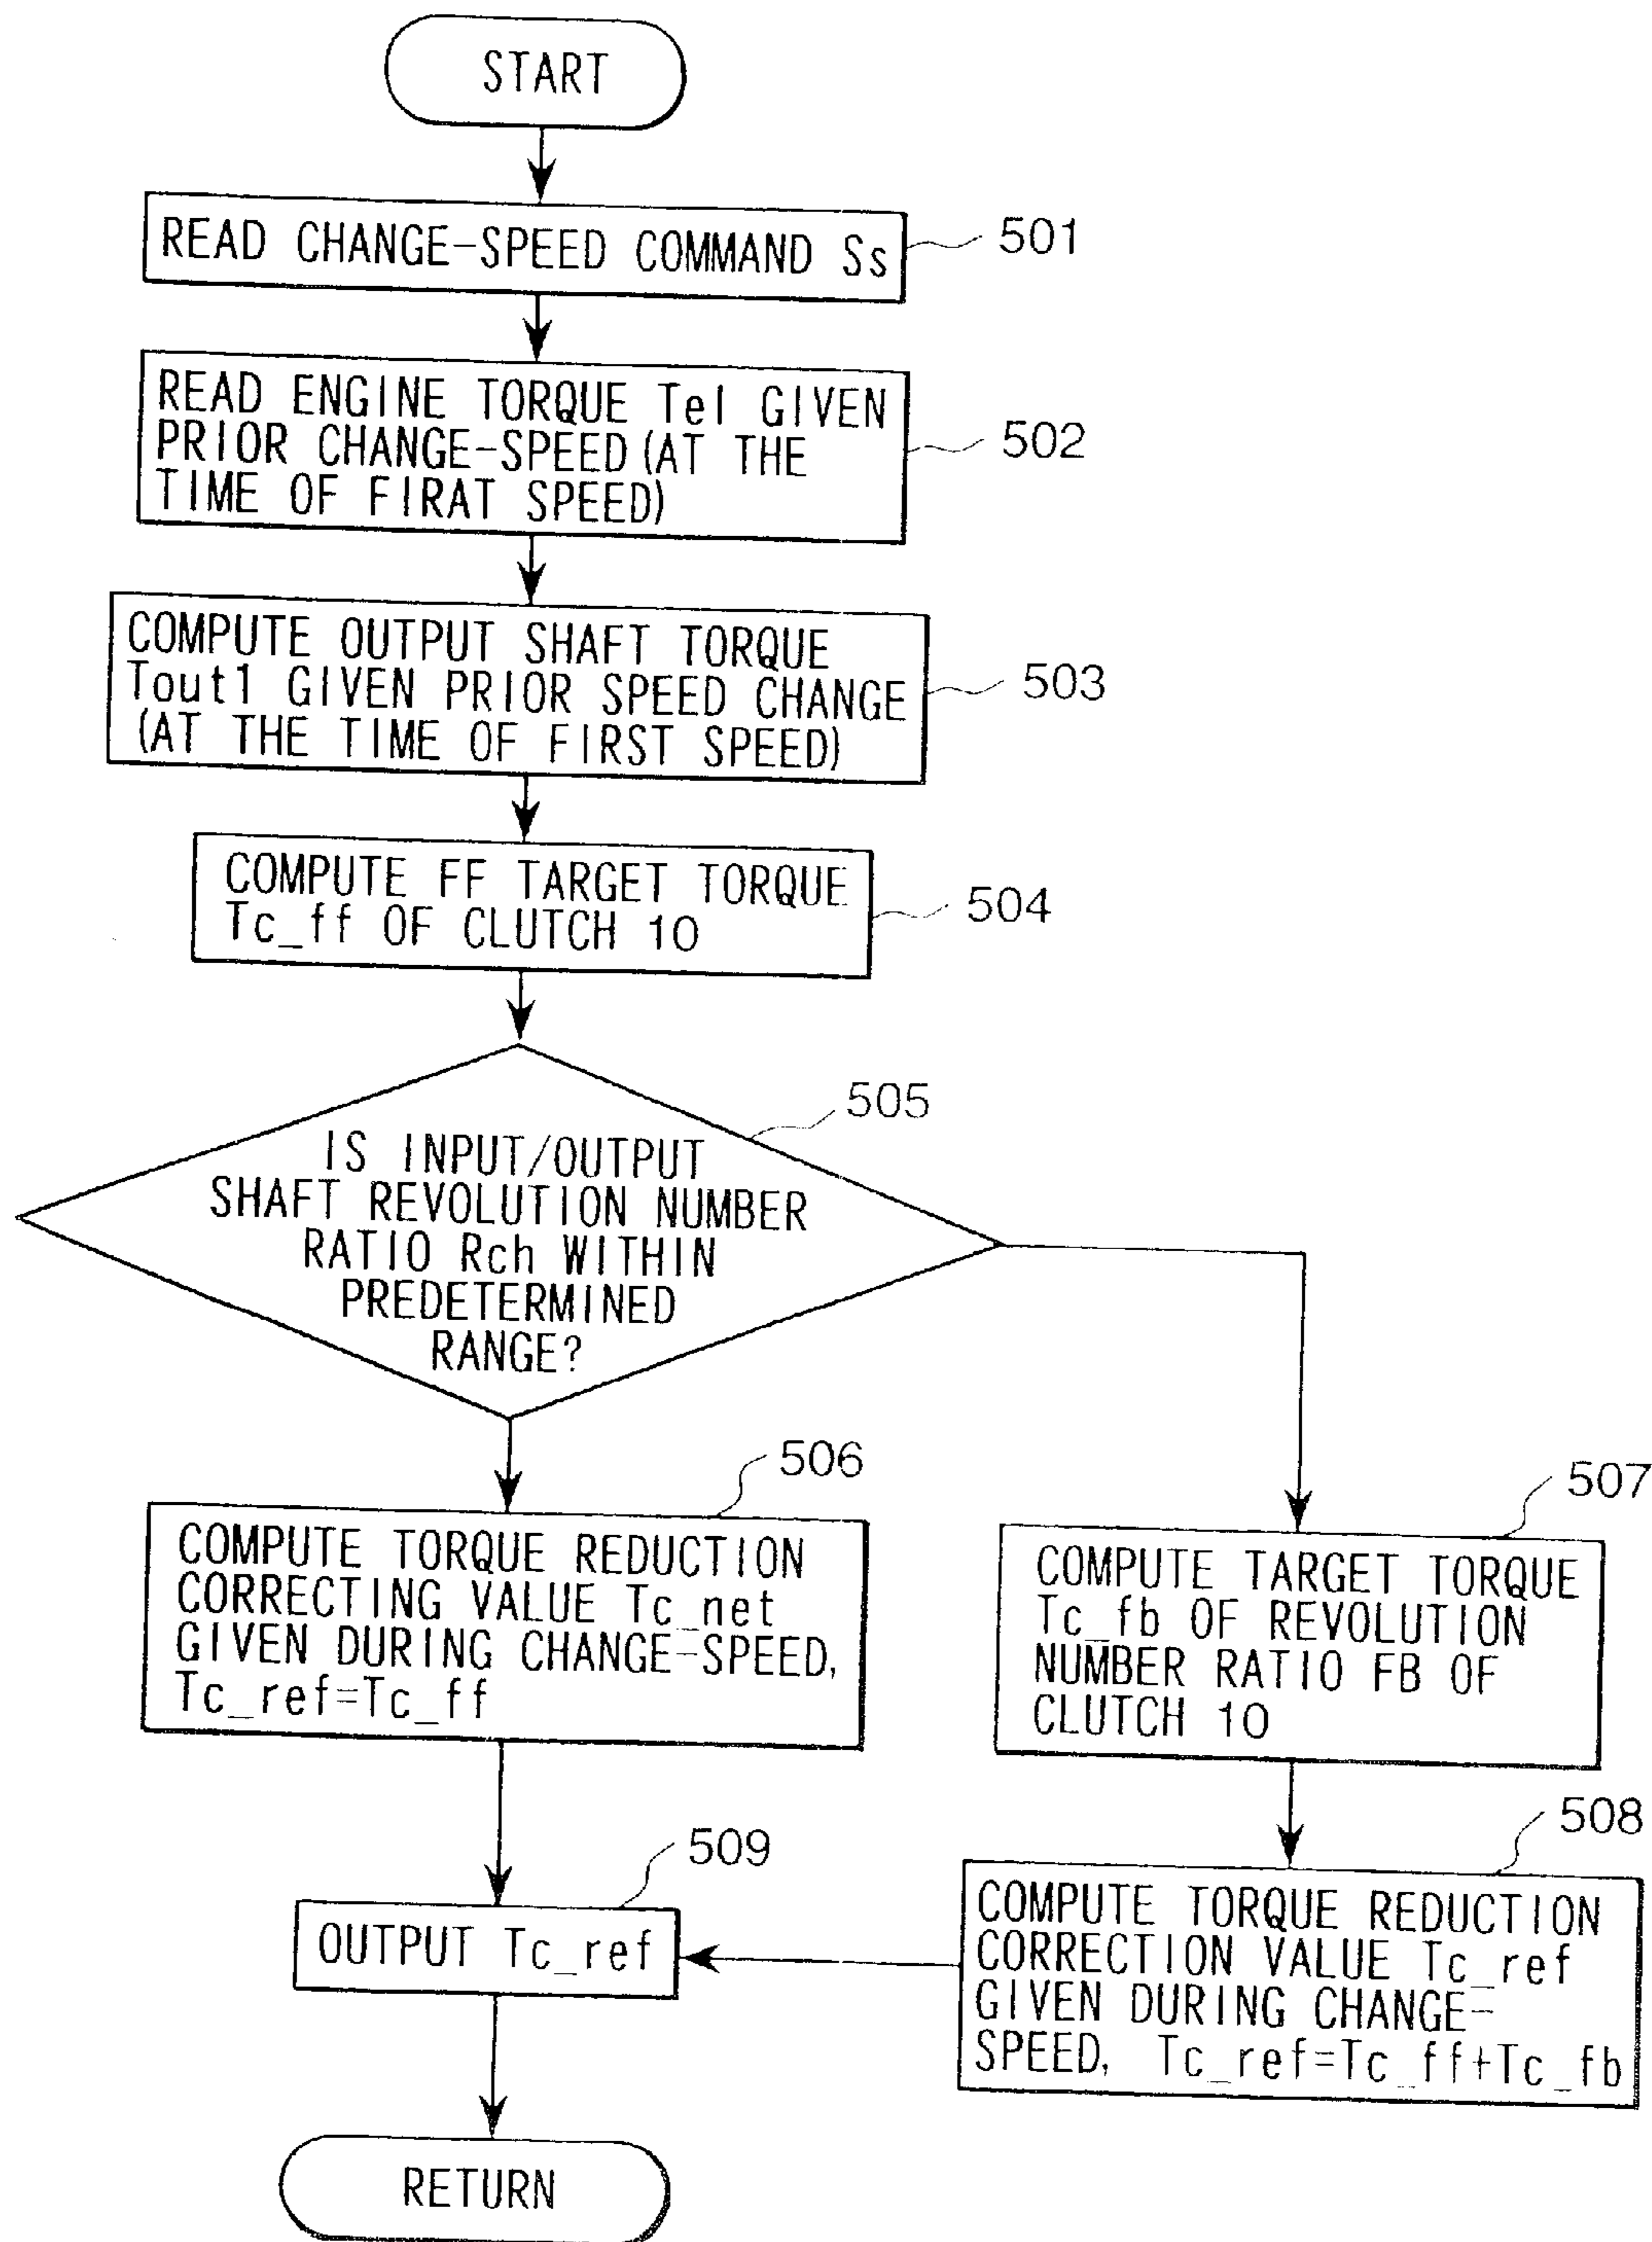 START
READ CHANGE-SPEED COMMAND Ss
501
READ ENGINE TORQUE Te1 GIVEN
PRIOR CHANGE-SPEED (AT THE
TIME OF FIRAT SPEED)
502
COMPUTE OUTPUT SHAFT TORQUE
Tout1 GIVEN PRIOR SPEED CHANGE
(AT THE TIME OF FIRST SPEED)
503
COMPUTE FF TARGET TORQUE
Tc_ff OF CLUTCH 10
504
505
IS INPUT/OUTPUT
SHAFT REVOLUTION NUMBER
RATIO Rch WITHIN
PREDETERMINED
RANGE?
506
COMPUTE TORQUE REDUCTION
CORRECTING VALUE Tc_net
GIVEN DURING CHANGE-SPEED,
Tc_ref=Tc_ff
507
COMPUTE TARGET TORQUE
Tc_fb OF REVOLUTION
NUMBER RATIO FB OF
CLUTCH 10
508
COMPUTE TORQUE REDUCTION
CORRECTION VALUE Tc_ref
GIVEN DURING CHANGE-
SPEED, Tc_ref=Tc_ff+Tc_fb
509
OUTPUT Tc_ref
RETURN